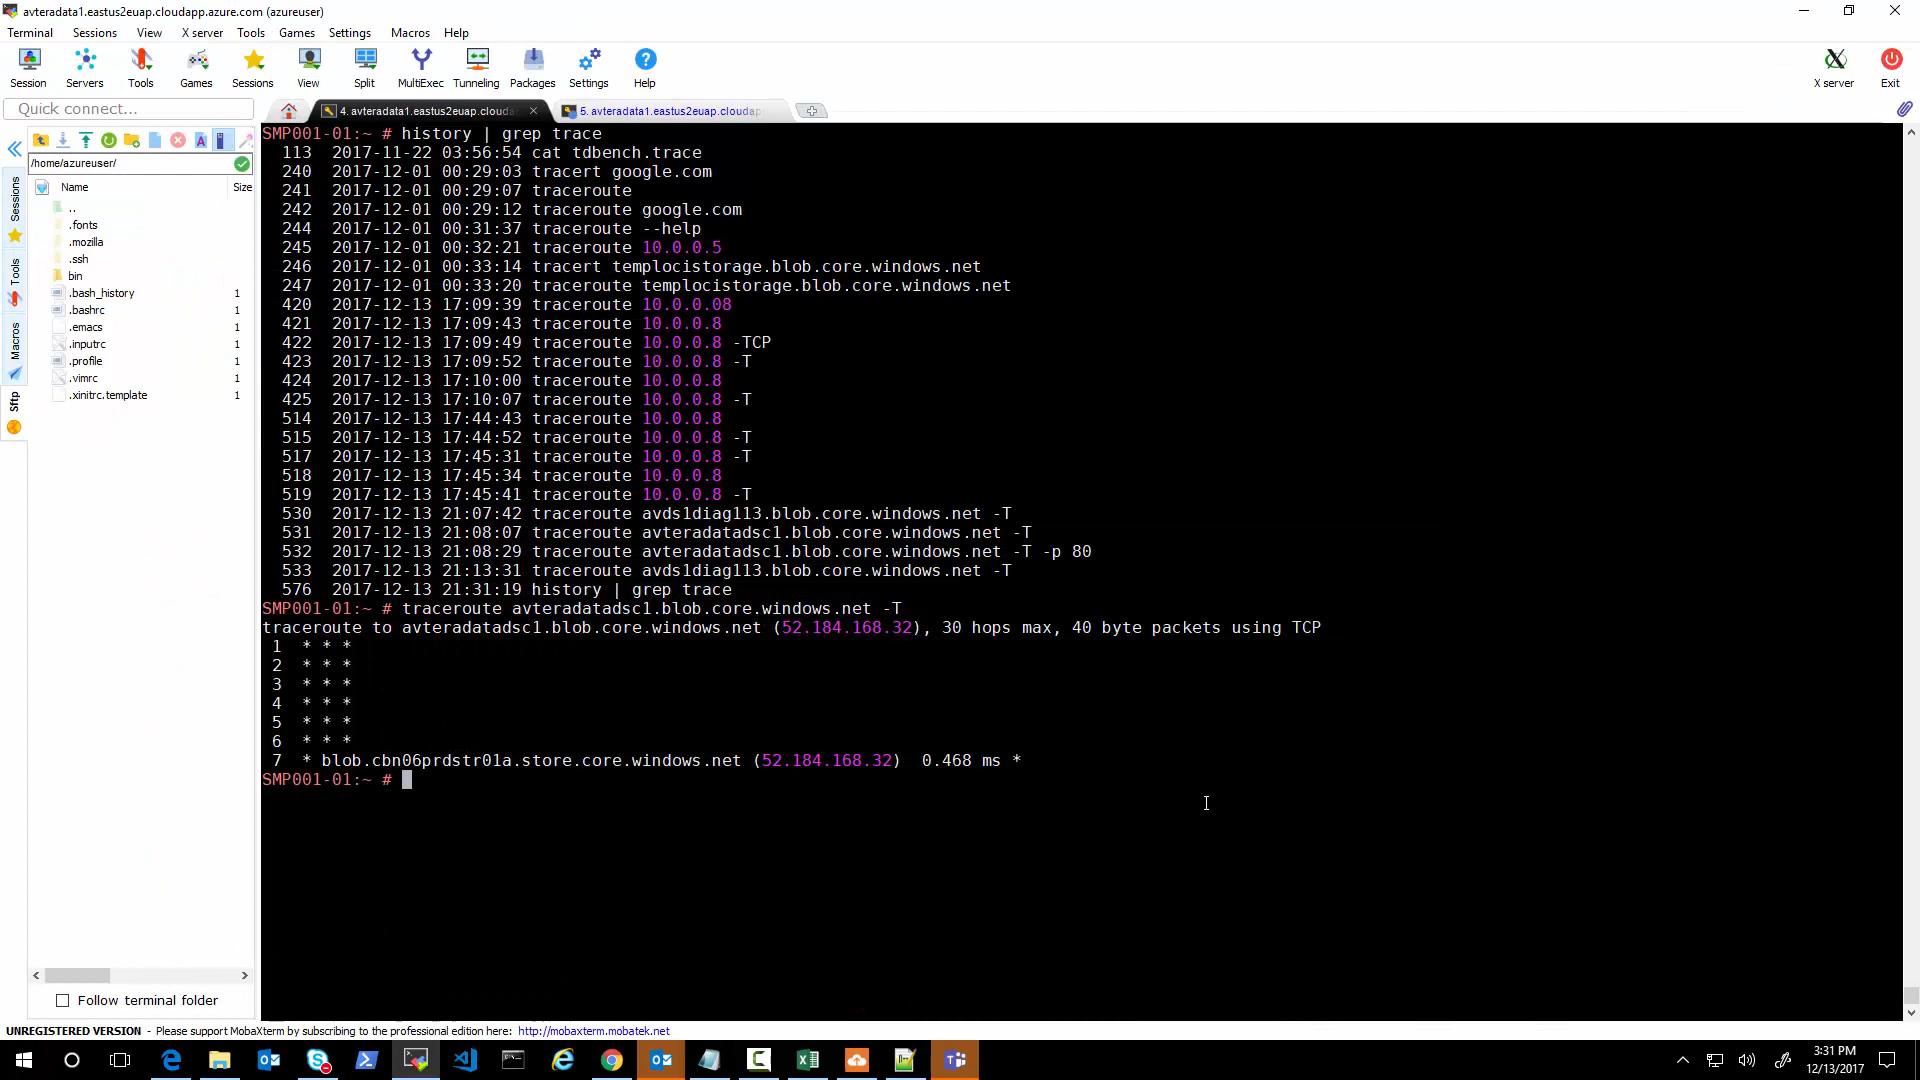 avteradata1.eastus2euap.cloudapp.azure.com (azureuser)
Terminal Sessions View X server Tools Games Settings Macros Help
Session Servers Tools Games Sessions View Split MultiExec Tunneling Packages Settings Help X server Exit
Quick connect...
4. avteradata1.eastus2euap.clouda
5. avteradata1.eastus2euap.cloudap
/home/azureuser/
Name Size
..
.fonts
.mozilla
.ssh
bin
.bash_history 1
.bashrc 1
.emacs 1
.inputrc 1
.profile 1
.vimrc 1
.xinitrc.template 1
Sessions
Tools
Macros
Sftp
Follow terminal folder
SMP001-01:~ # history | grep trace
113 2017-11-22 03:56:54 cat tdbench.trace
240 2017-12-01 00:29:03 tracert google.com
241 2017-12-01 00:29:07 traceroute
242 2017-12-01 00:29:12 traceroute google.com
244 2017-12-01 00:31:37 traceroute --help
245 2017-12-01 00:32:21 traceroute 10.0.0.5
246 2017-12-01 00:33:14 tracert templocistorage.blob.core.windows.net
247 2017-12-01 00:33:20 traceroute templocistorage.blob.core.windows.net
420 2017-12-13 17:09:39 traceroute 10.0.0.08
421 2017-12-13 17:09:43 traceroute 10.0.0.8
422 2017-12-13 17:09:49 traceroute 10.0.0.8 -TCP
423 2017-12-13 17:09:52 traceroute 10.0.0.8 -T
424 2017-12-13 17:10:00 traceroute 10.0.0.8
425 2017-12-13 17:10:07 traceroute 10.0.0.8 -T
514 2017-12-13 17:44:43 traceroute 10.0.0.8
515 2017-12-13 17:44:52 traceroute 10.0.0.8 -T
517 2017-12-13 17:45:31 traceroute 10.0.0.8 -T
518 2017-12-13 17:45:34 traceroute 10.0.0.8
519 2017-12-13 17:45:41 traceroute 10.0.0.8 -T
530 2017-12-13 21:07:42 traceroute avds1diag113.blob.core.windows.net -T
531 2017-12-13 21:08:07 traceroute avteradatadsc1.blob.core.windows.net -T
532 2017-12-13 21:08:29 traceroute avteradatadsc1.blob.core.windows.net -T -p 80
533 2017-12-13 21:13:31 traceroute avds1diag113.blob.core.windows.net -T
576 2017-12-13 21:31:19 history | grep trace
SMP001-01:~ # traceroute avteradatadsc1.blob.core.windows.net -T
traceroute to avteradatadsc1.blob.core.windows.net (52.184.168.32), 30 hops max, 40 byte packets using TCP
1 * * *
2 * * *
3 * * *
4 * * *
5 * * *
6 * * *
7 * blob.cbn06prdstr01a.store.core.windows.net (52.184.168.32) 0.468 ms *
SMP001-01:~ #
UNREGISTERED VERSION - Please support MobaXterm by subscribing to the professional edition here: http://mobaxterm.mobatek.net
3:31 PM
12/13/2017